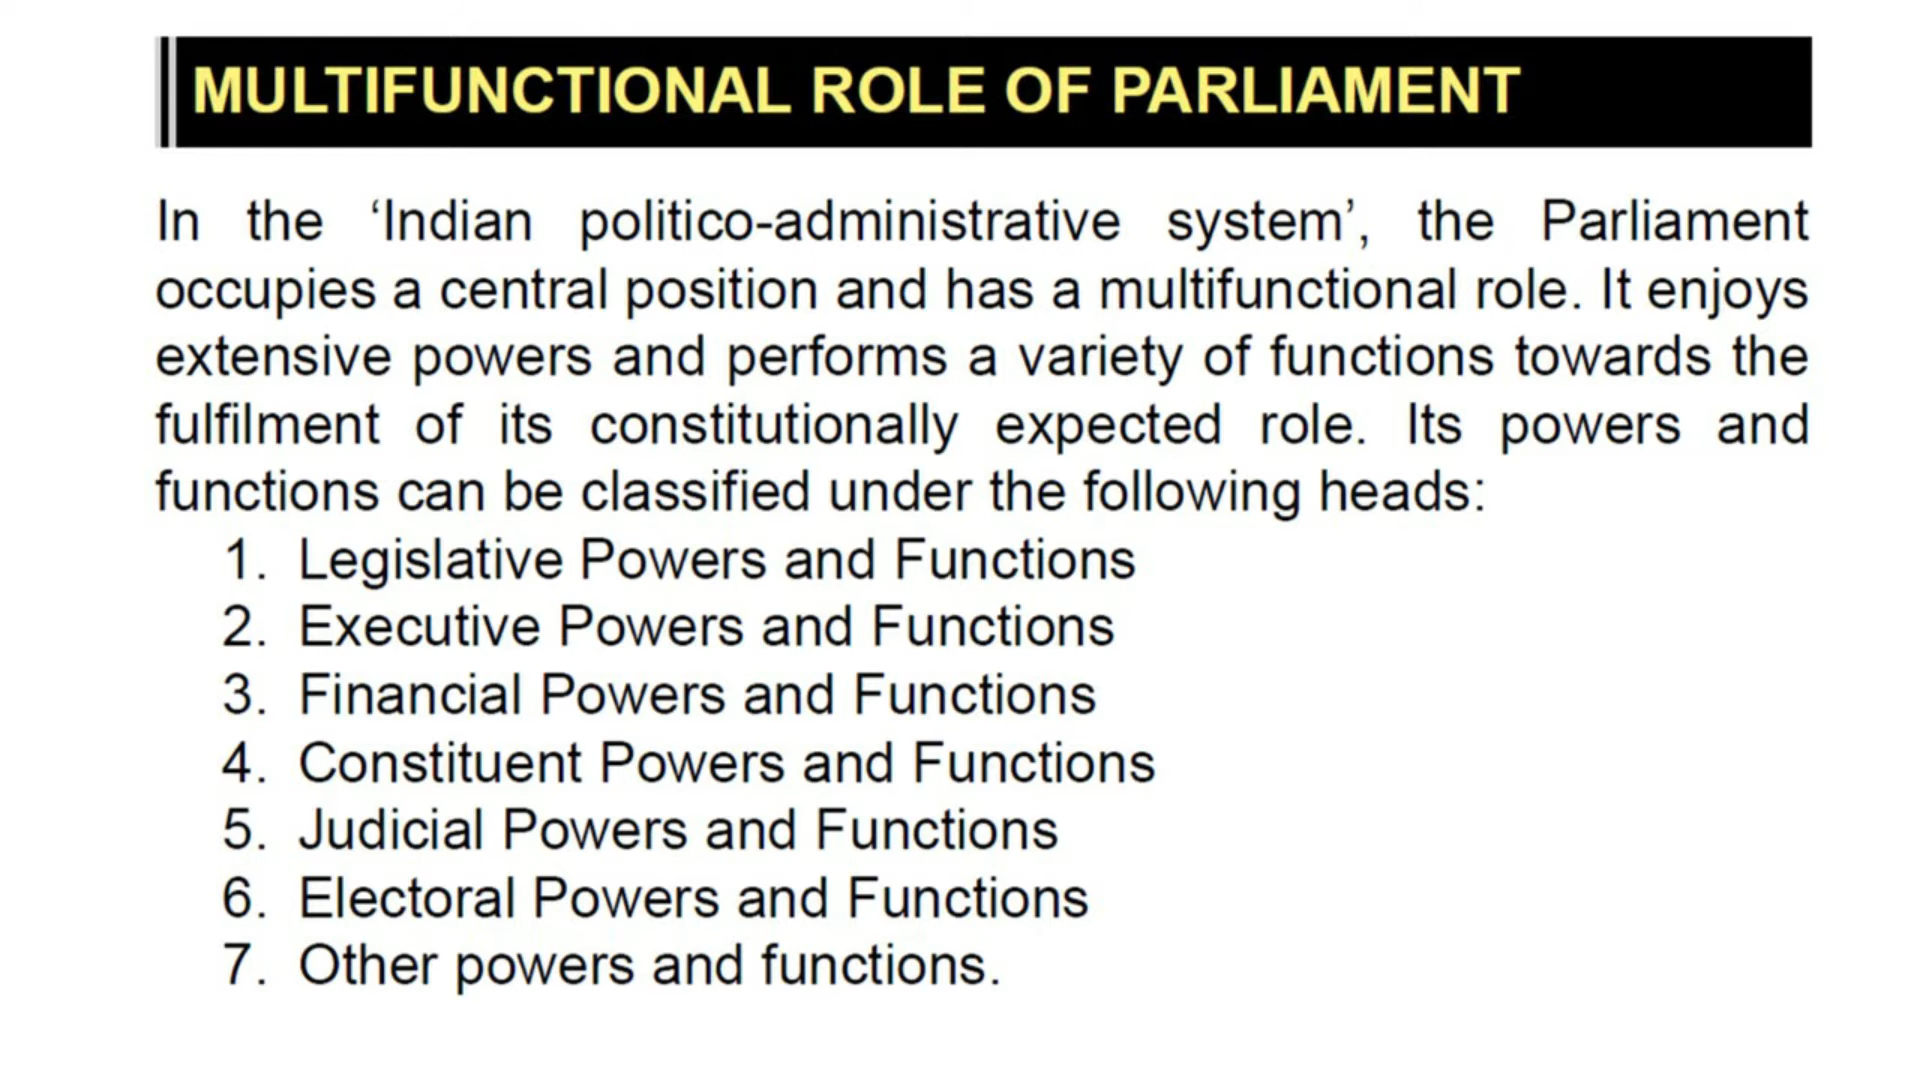 MULTIFUNCTIONAL ROLE OF PARLIAMENT
In the ‘Indian politico-administrative system’, the Parliament
occupies a central position and has a multifunctional role. It enjoys
extensive powers and performs a variety of functions towards the
fulfilment of its constitutionally expected role. Its powers and
functions can be classified under the following heads:
1. Legislative Powers and Functions
2. Executive Powers and Functions
3. Financial Powers and Functions
4. Constituent Powers and Functions
5. Judicial Powers and Functions
6. Electoral Powers and Functions
7. Other powers and functions.